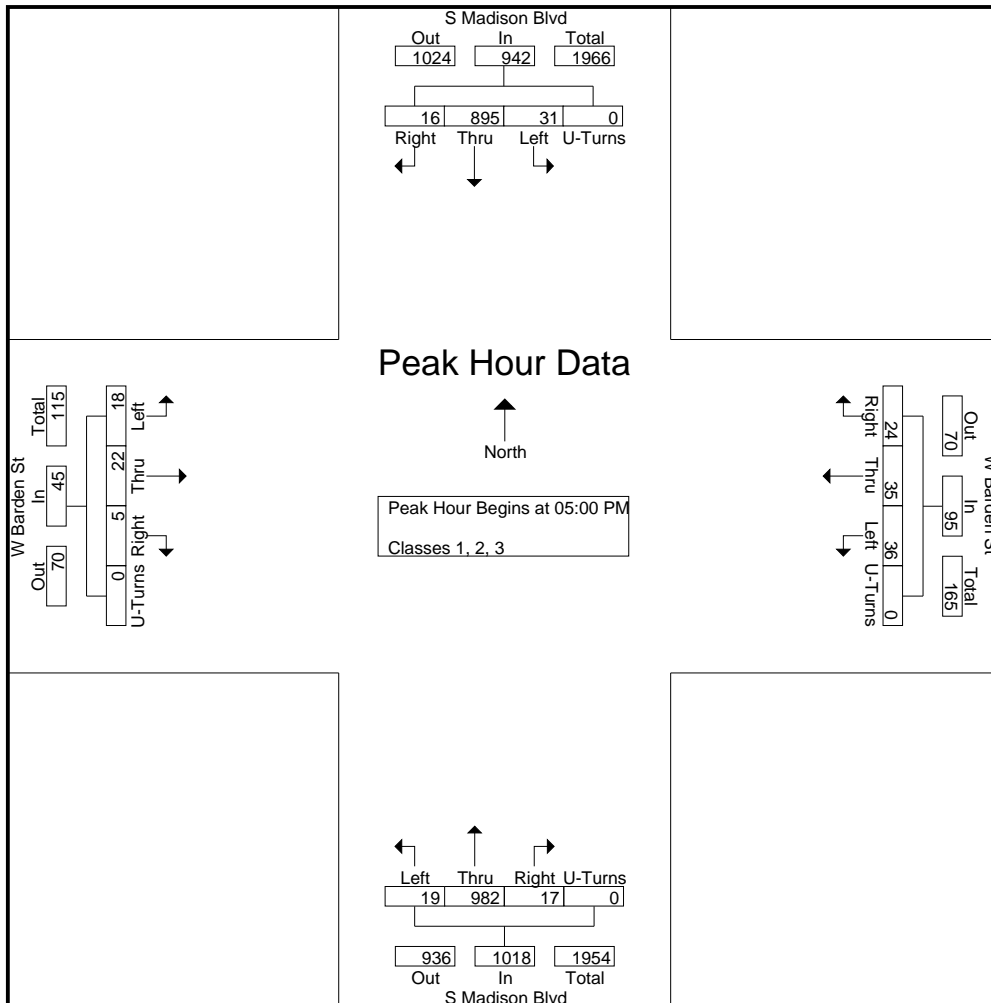 S Madison Blvd
Out In Total
1024 942 1966
16 895 31 0
Right Thru Left U-Turns
Peak Hour Data
North
Peak Hour Begins at 05:00 PM
Classes 1, 2, 3
W Barden St
Total In Out
115 45 70
18 22 5 0
Left Thru Right U-Turns
Right Thru Left U-Turns
24 35 36 0
Out In Total
70 95 165
W Barden St
Left Thru Right U-Turns
19 982 17 0
936 1018 1954
Out In Total
S Madison Blvd